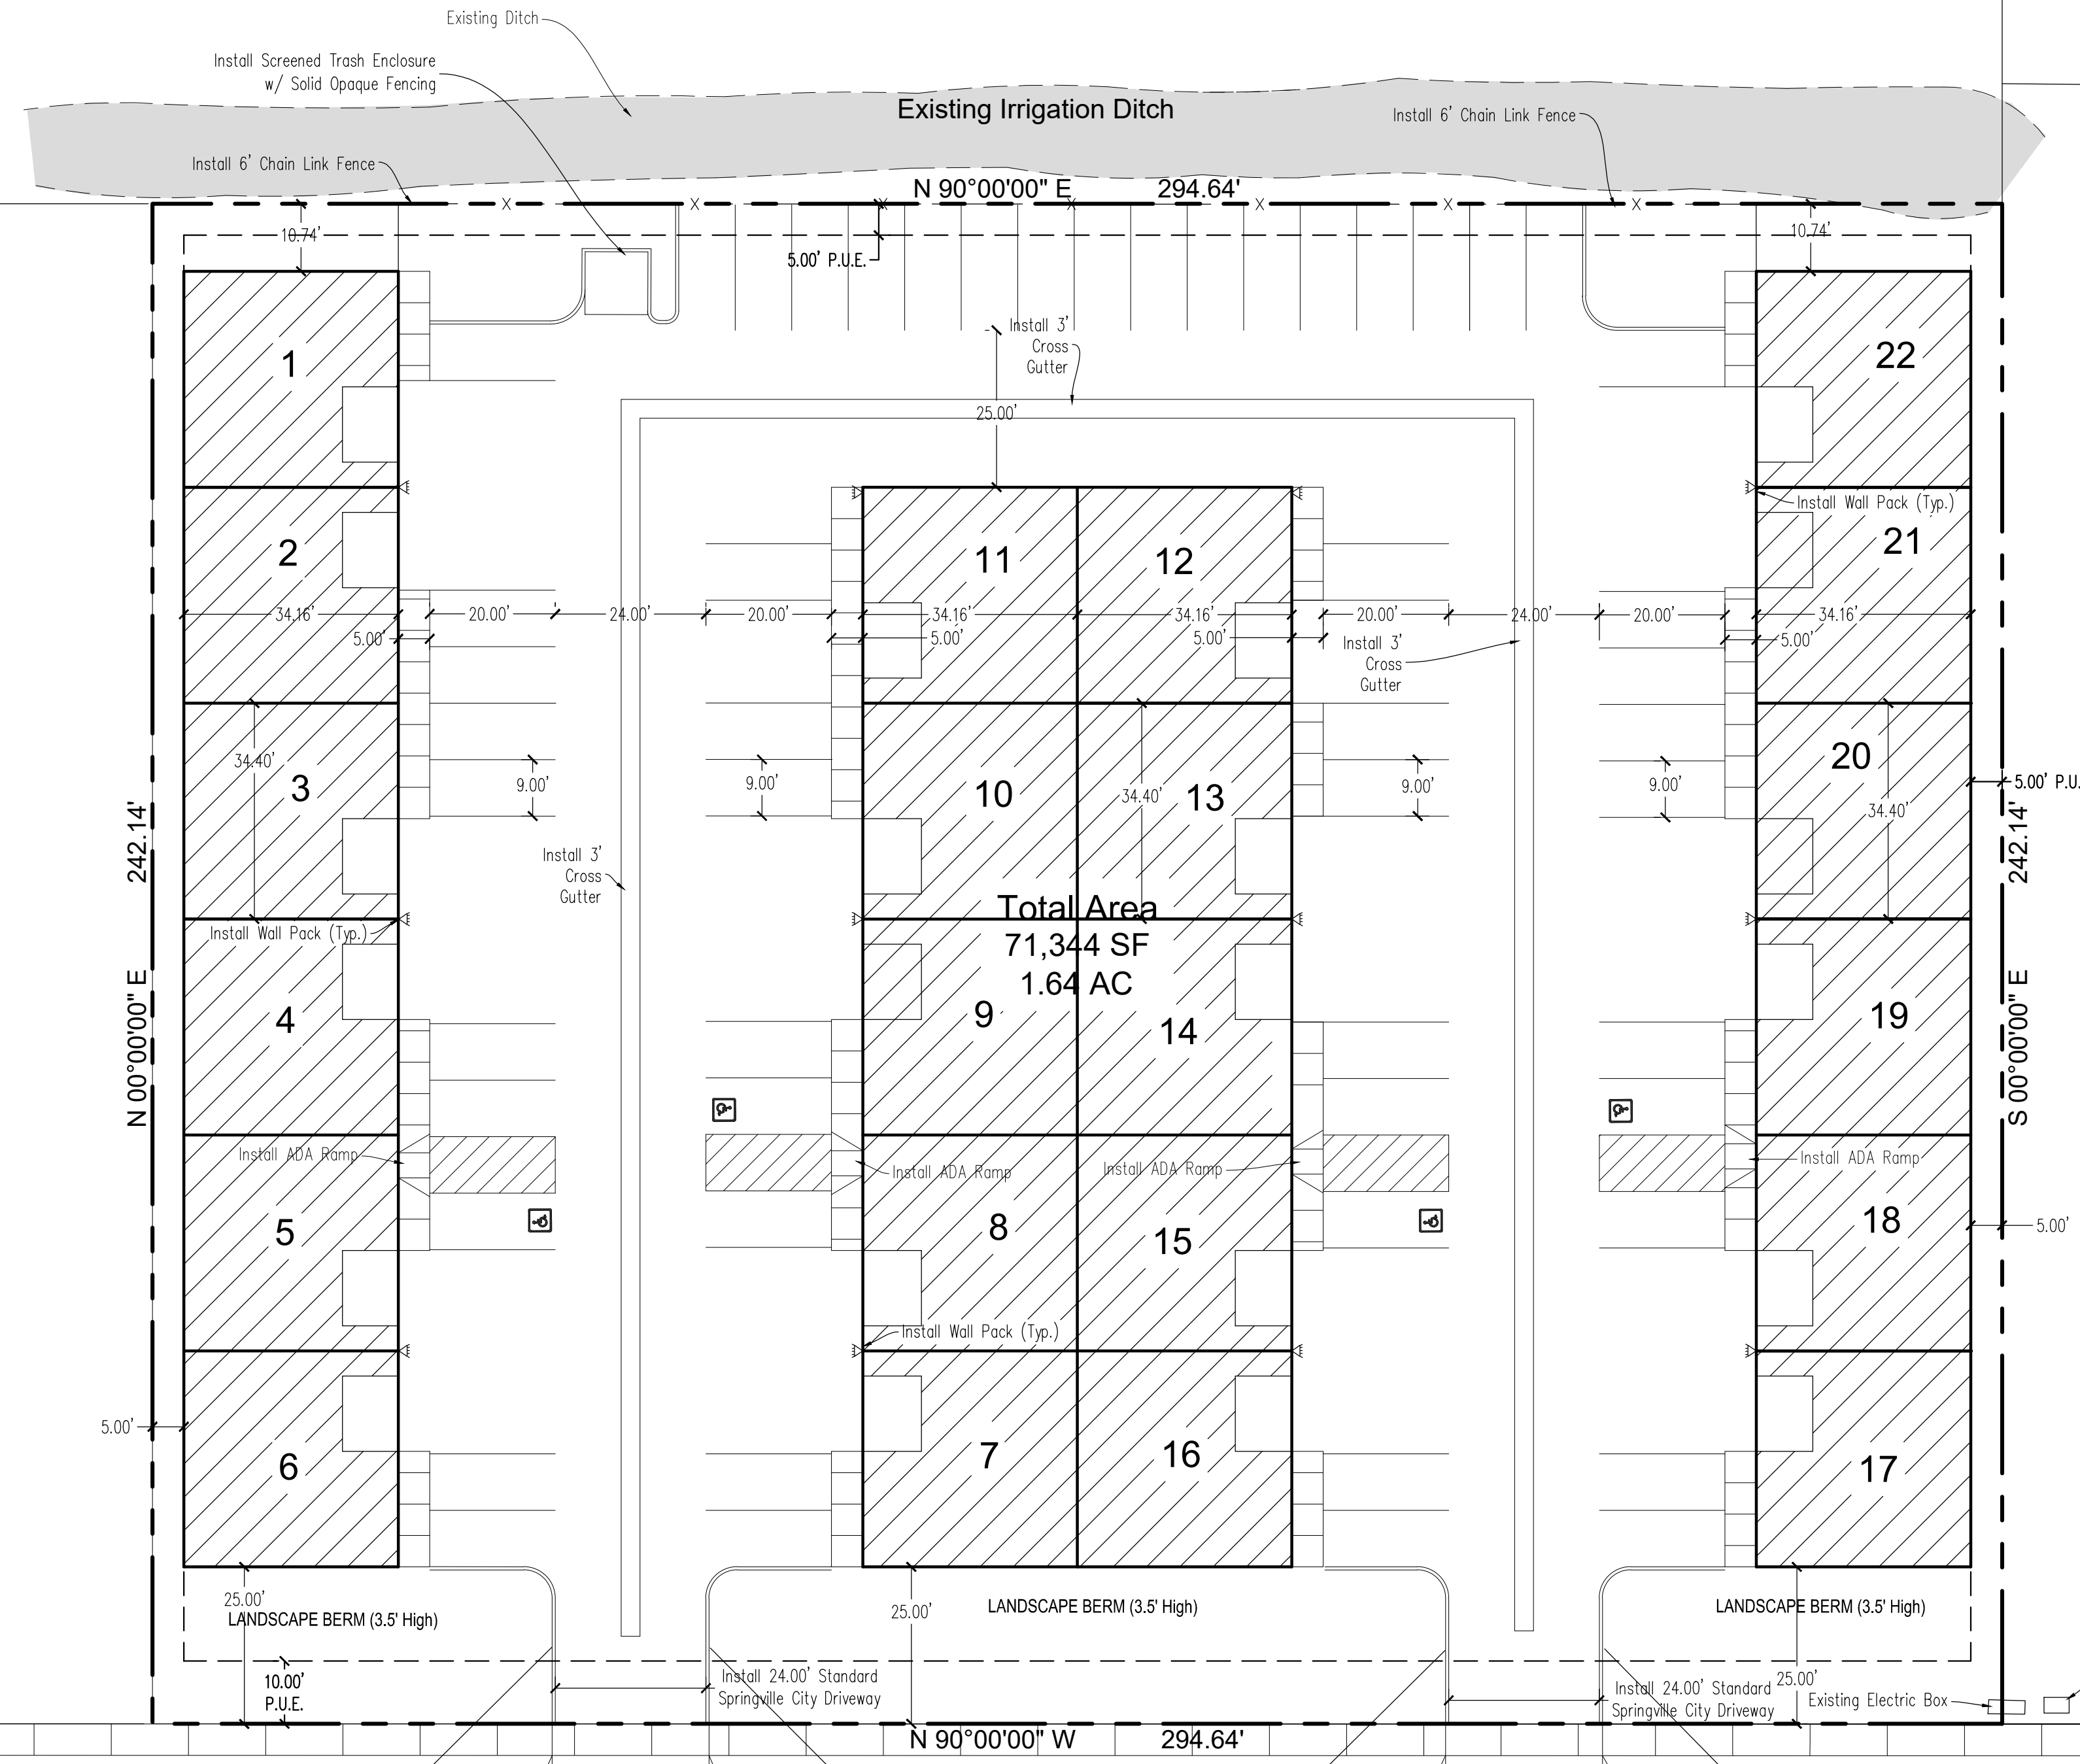 Existing Ditch
Install Screened Trash Enclosure
w/ Solid Opaque Fencing
Existing Irrigation Ditch
Install 6' Chain Link Fence
Install 6' Chain Link Fence
N 90°00'00" E 294.64'
10.74'
10.74'
5.00' P.U.E.
Install 3'
Cross
Gutter
25.00'
1
22
Install Wall Pack (Typ.)
2
11
12
21
34.16'
20.00'
24.00'
20.00'
34.16'
34.16'
20.00'
24.00'
20.00'
34.16'
5.00'
5.00'
5.00'
5.00'
Install 3'
Cross
Gutter
34.40'
3
9.00'
9.00'
10
34.40'
13
9.00'
9.00'
20
34.40'
5.00' P.U.
242.14'
242.14'
Install 3'
Cross
Gutter
Total Area
71,344 SF
1.64 AC
Install Wall Pack (Typ.)
4
9
14
19
N 00°00'00" E
S 00°00'00" E
Install ADA Ramp
Install ADA Ramp
Install ADA Ramp
Install ADA Ramp
5
8
15
18
5.00'
Install Wall Pack (Typ.)
5.00'
6
7
16
17
25.00'
LANDSCAPE BERM (3.5' High)
25.00'
LANDSCAPE BERM (3.5' High)
LANDSCAPE BERM (3.5' High)
10.00'
P.U.E.
Install 24.00' Standard
Springville City Driveway
Install 24.00' Standard
Springville City Driveway
25.00'
Existing Electric Box
N 90°00'00" W 294.64'